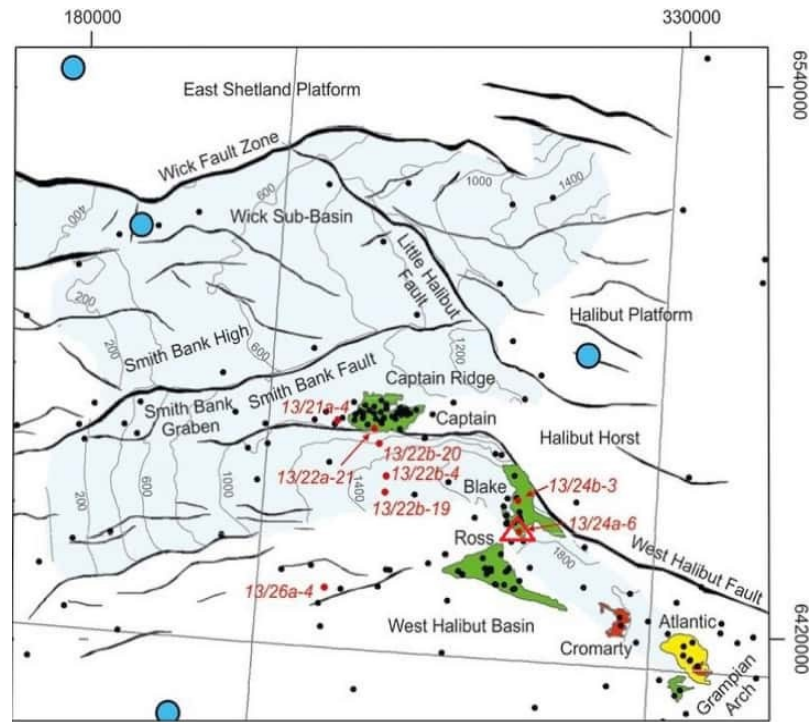 180000
330000
6540000
East Shetland Platform
Wick Fault Zone
600
1000
1400
400
Wick Sub-Basin
Little Halibut
Fault
200
Halibut Platform
200
Smith Bank High
600
1200
Smith Bank Fault
Captain Ridge
Smith Bank
Graben
13/21a-4
Captain
13/22b-20
Halibut Horst
13/22a-21
13/22b-4
200
600
1000
1400
Blake
13/24b-3
13/22b-19
13/24a-6
Ross
1800
West Halibut Fault
13/26a-4
West Halibut Basin
Atlantic
6420000
Cromarty
Grampian
Arch